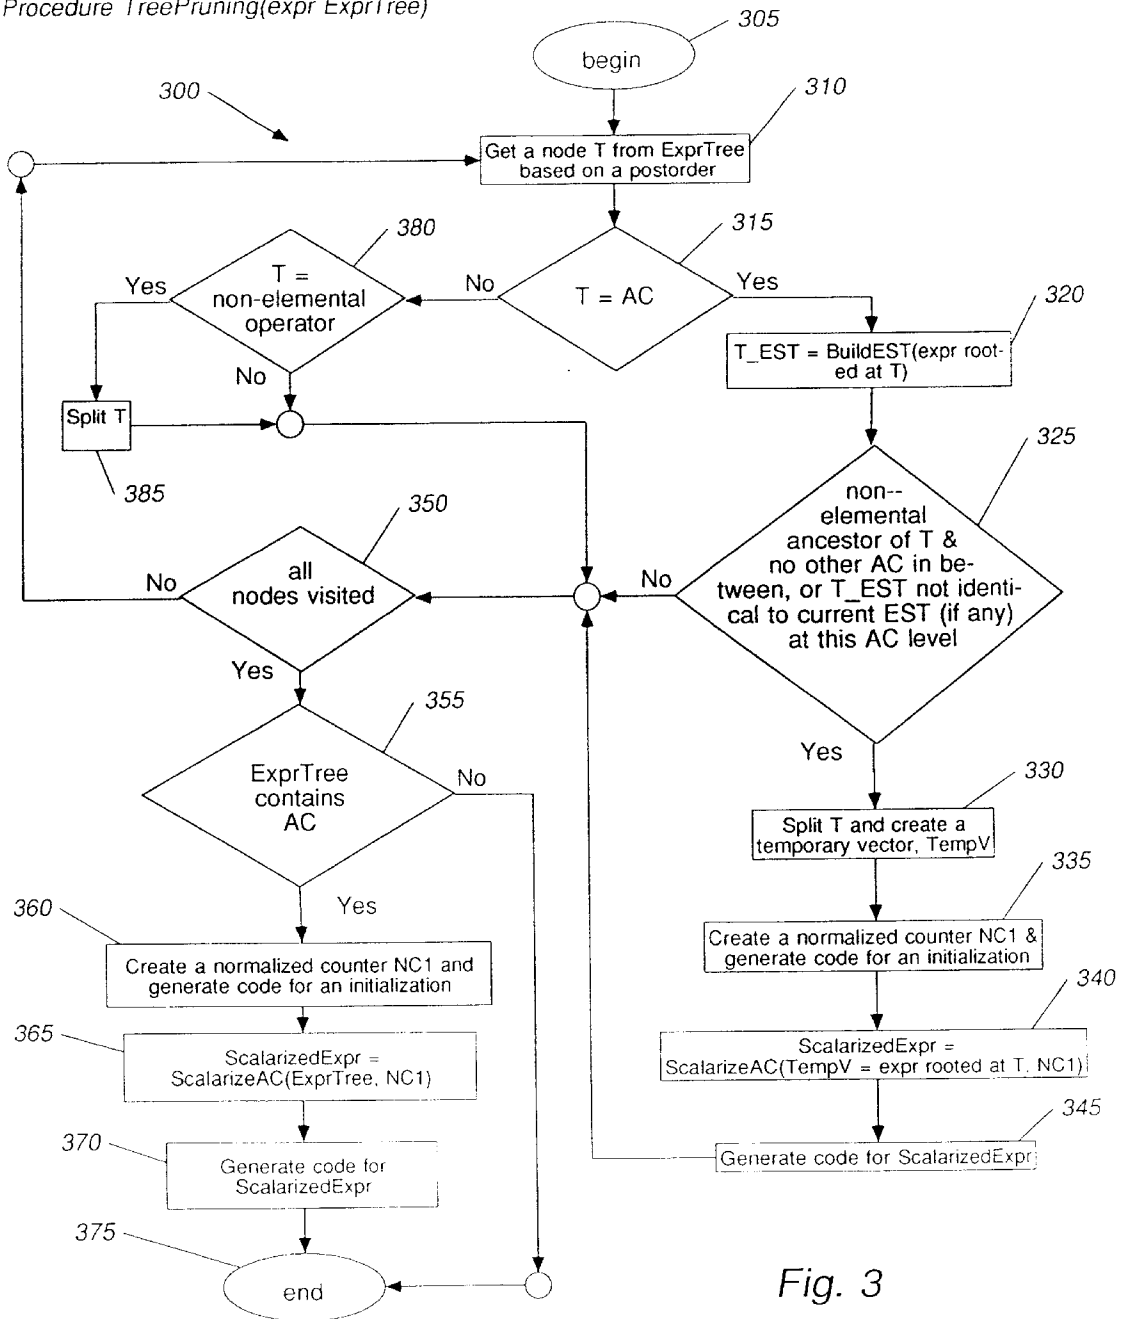 Procedure TreePruning(expr ExprTree)
305
begin
300
310
Get a node T from ExprTree
based on a postorder
380
315
T =
non-elemental
operator
Yes
No
T = AC
Yes
320
T_EST = BuildEST(expr root-
ed at T)
No
Split T
385
325
non--
elemental
ancestor of T &
no other AC in be-
tween, or T_EST not identi-
cal to current EST (if any)
at this AC level
350
all
nodes visited
No
No
Yes
355
Yes
ExprTree
contains
AC
No
330
Split T and create a
temporary vector, TempV
335
Yes
360
Create a normalized counter NC1 &
generate code for an initialization
Create a normalized counter NC1 and
generate code for an initialization
340
365
ScalarizedExpr =
ScalarizeAC(TempV = expr rooted at T, NC1)
ScalarizedExpr =
ScalarizeAC(ExprTree, NC1)
345
370
Generate code for ScalarizedExpr
Generate code for
ScalarizedExpr
375
end
Fig. 3